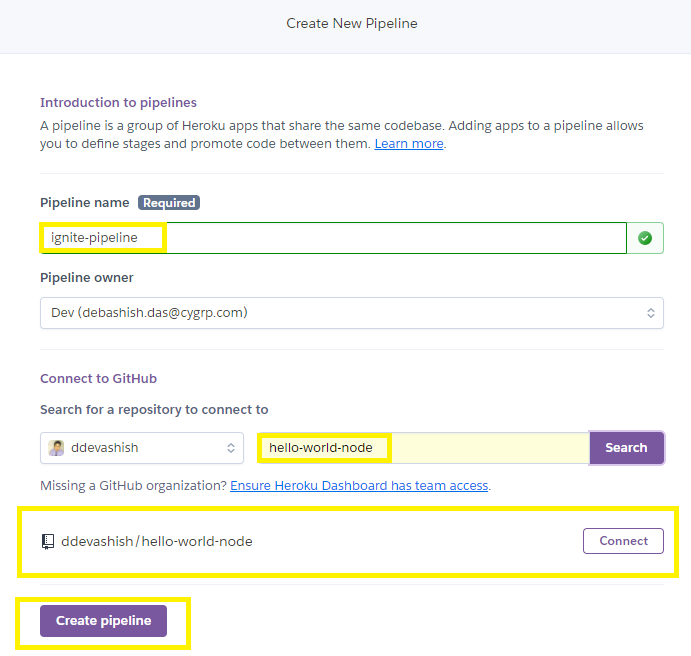 Create New Pipeline
Introduction to pipelines
A pipeline is a group of Heroku apps that share the same codebase. Adding apps to a pipeline allows
you to define stages and promote code between them. Learn more.
Pipeline name Required
ignite-pipeline
Pipeline owner
Dev (debashish.das@cygrp.com)
Connect to GitHub
Search for a repository to connect to
ddevashish hello-world-node Search
Missing a GitHub organization? Ensure Heroku Dashboard has team access.
ddevashish/hello-world-node Connect
Create pipeline